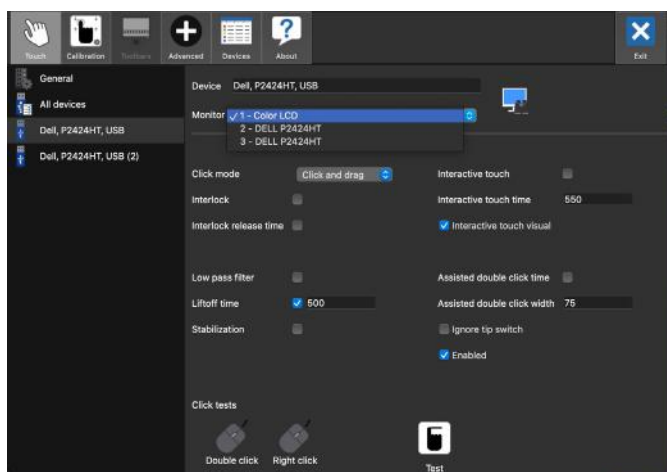 Touch
Calibration
Toolbars
Advanced
Devices
About
Exit
General
All devices
Dell, P2424HT, USB
Dell, P2424HT, USB (2)
Device Dell, P2424HT, USB
Monitor ✓ 1 - Color LCD
2 - DELL P2424HT
3 - DELL P2424HT
Click mode Click and drag
Interlock
Interlock release time
Low pass filter
Liftoff time 500
Stabilization
Interactive touch
Interactive touch time 550
Interactive touch visual
Assisted double click time
Assisted double click width 75
Ignore tip switch
Enabled
Click tests
Double click
Right click
Test